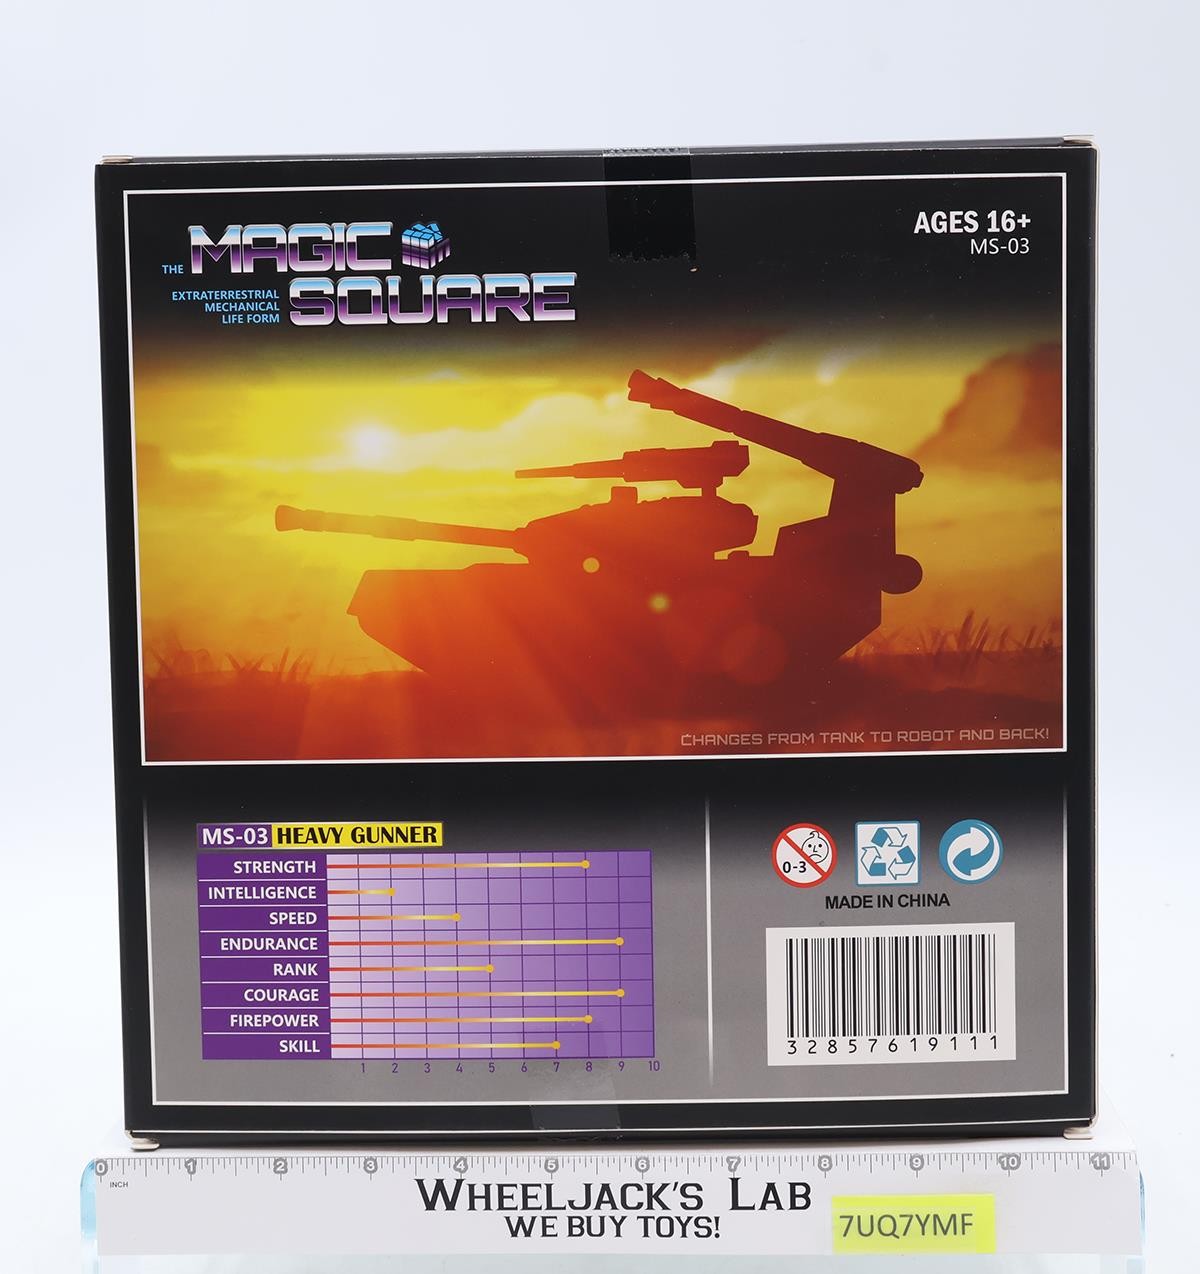 THE MAGIC
SQUARE
EXTRATERRESTRIAL
MECHANICAL
LIFE FORM
AGES 16+
MS-03
CHANGES FROM TANK TO ROBOT AND BACK!
MS-03 HEAVY GUNNER
STRENGTH
INTELLIGENCE
SPEED
ENDURANCE
RANK
COURAGE
FIREPOWER
SKILL
1 2 3 4 5 6 7 8 9 10
0-3
MADE IN CHINA
32857619111
0 1 2 3 4 5 6 7 8 9 10 11
INCH
WHEELJACK'S LAB
WE BUY TOYS!
7UQ7YMF